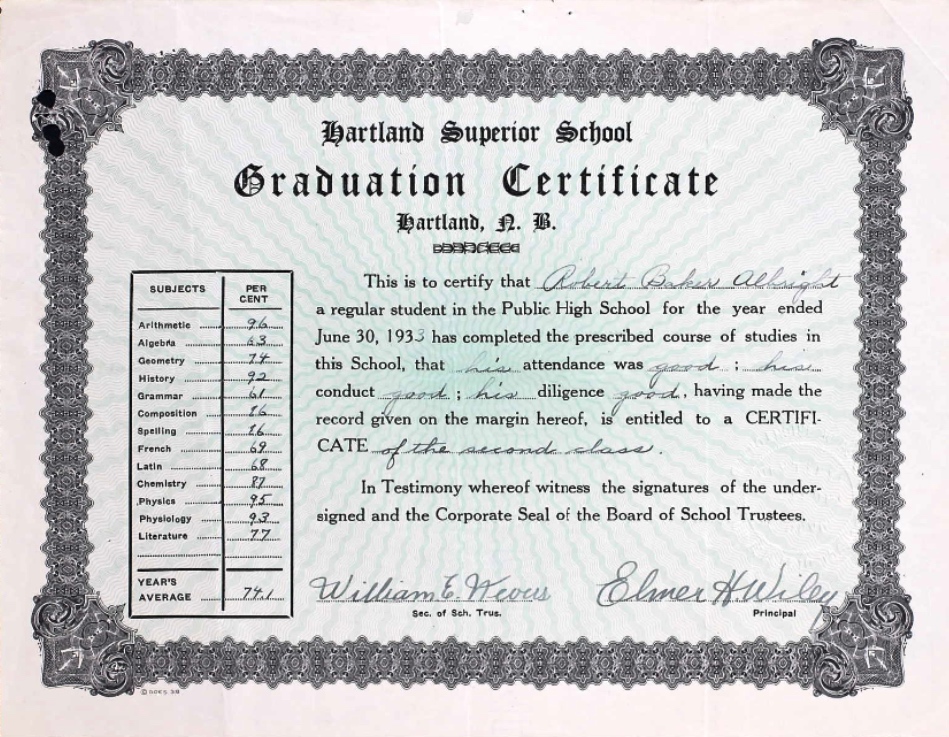 Hartland Superior School
Graduation Certificate
Hartland, N. B.
SUBJECTS PER CENT
Arithmetic 96
Algebra 63
Geometry 74
History 92
Grammar 61
Composition
Spelling
French 69
Latin 68
Chemistry 87
Physics 95
Physiology 93
Literature 77
YEAR'S
AVERAGE 74.1
This is to certify that Robert Baker Albright
a regular student in the Public High School for the year ended
June 30, 1933 has completed the prescribed course of studies in
this School, that his attendance was good ; his
conduct good ; his diligence good, having made the
record given on the margin hereof, is entitled to a CERTIFI-
CATE of the second class.
In Testimony whereof witness the signatures of the under-
signed and the Corporate Seal of the Board of School Trustees.
William E. Elmer H Wiley
Sec. of Sch. Trus. Principal